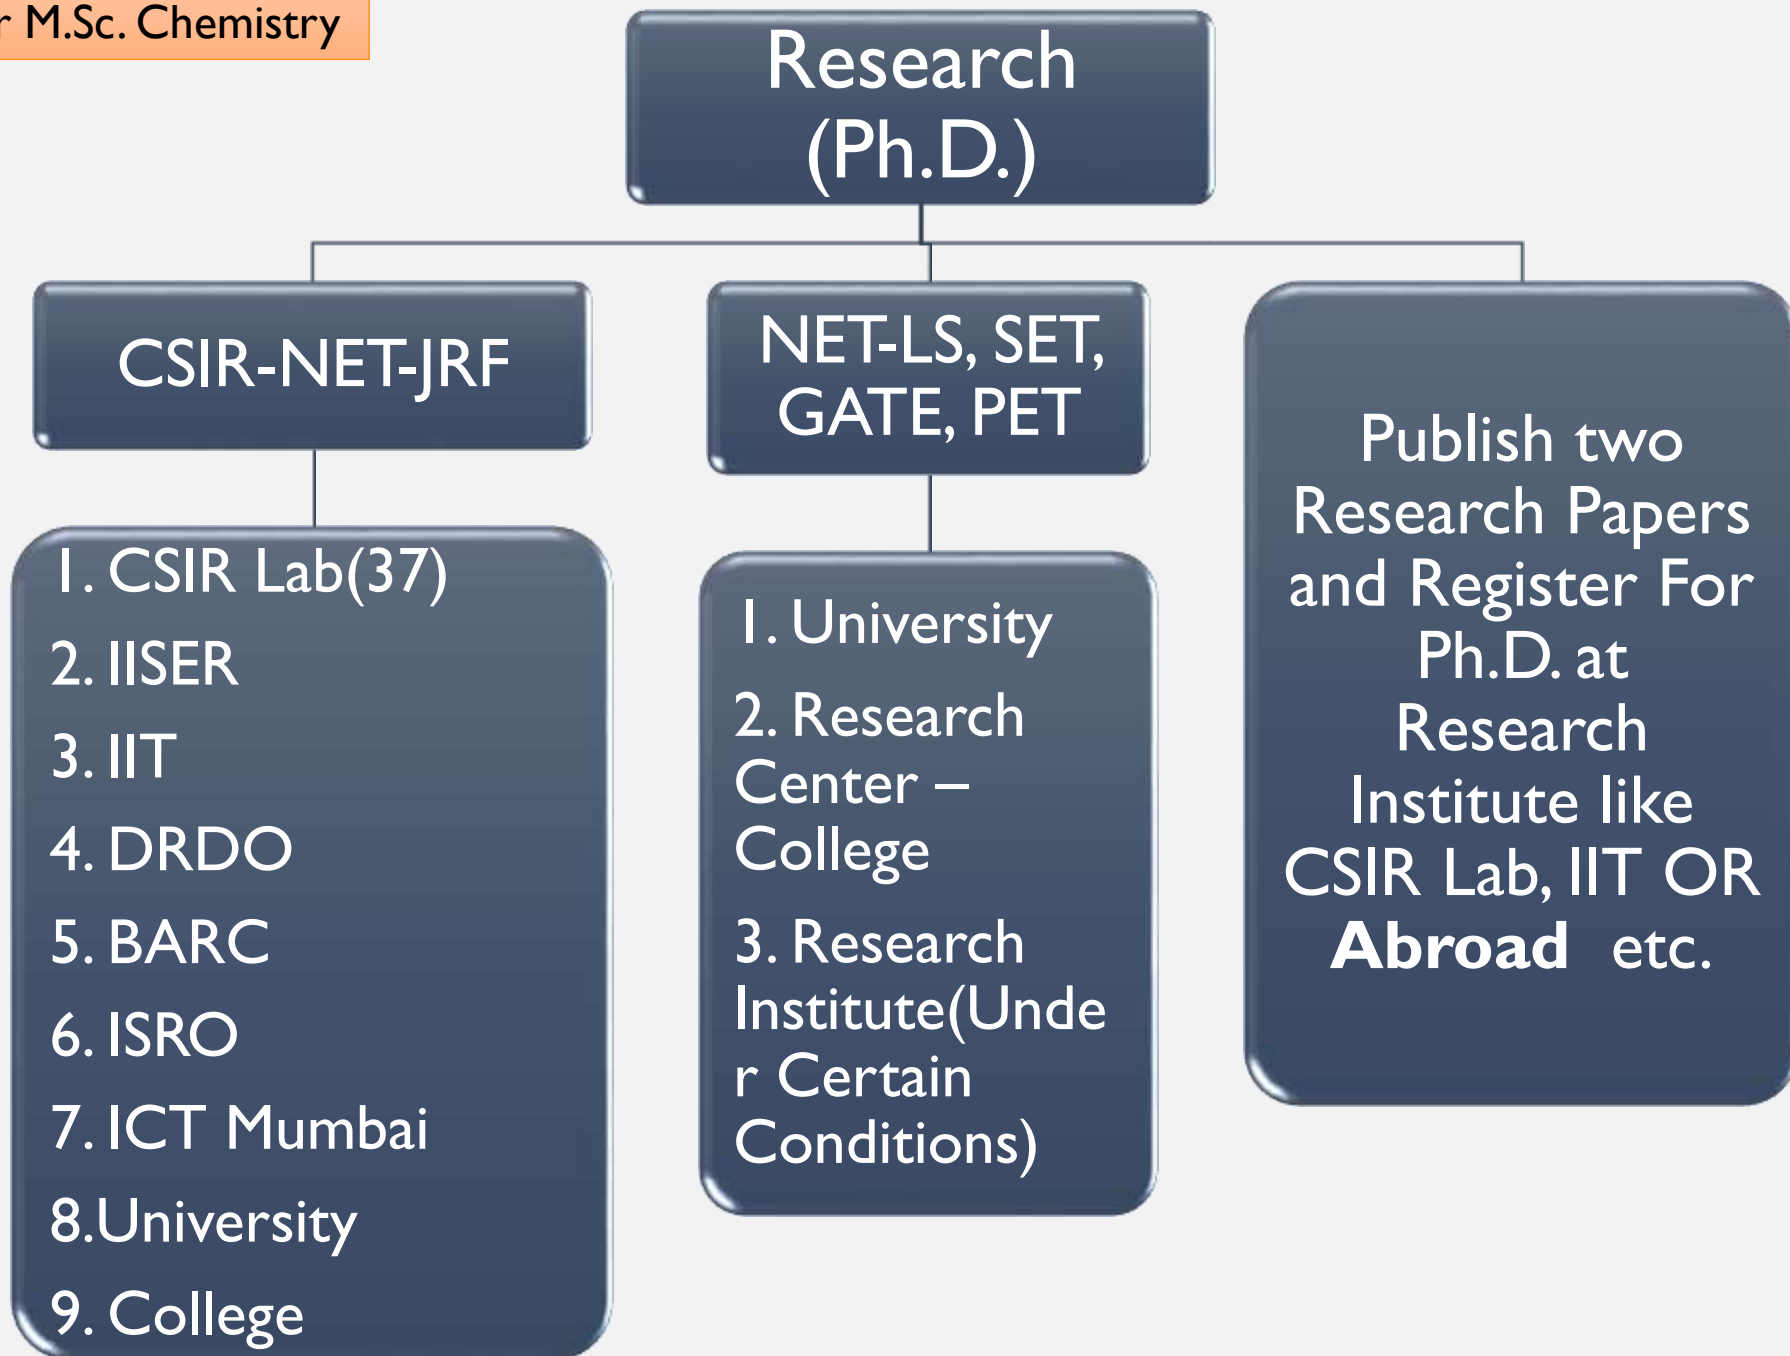 r M.Sc. Chemistry
Research
(Ph.D.)
CSIR-NET-JRF
1. CSIR Lab(37)
2. IISER
3. IIT
4. DRDO
5. BARC
6. ISRO
7. ICT Mumbai
8.University
9. College
NET-LS, SET,
GATE, PET
1. University
2. Research
Center –
College
3. Research
Institute(Unde
r Certain
Conditions)
Publish two
Research Papers
and Register For
Ph.D. at
Research
Institute like
CSIR Lab, IIT OR
Abroad etc.